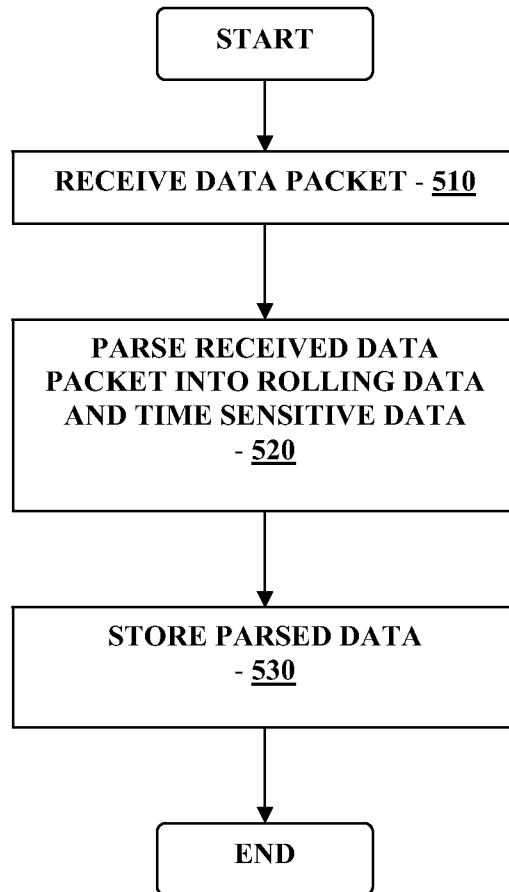 START
RECEIVE DATA PACKET - 510
PARSE RECEIVED DATA
PACKET INTO ROLLING DATA
AND TIME SENSITIVE DATA
- 520
STORE PARSED DATA
- 530
END